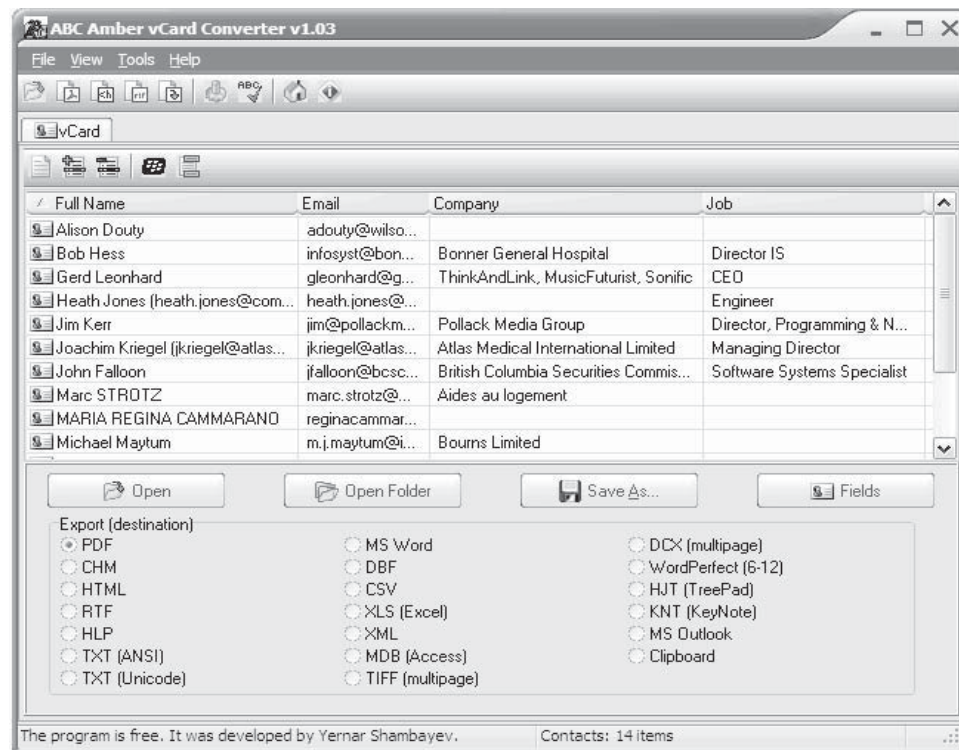 ABC Amber vCard Converter v1.03
File View Tools Help
ABC
vCard
Full Name Email Company Job
Alison Douty adouty@wilso...
Bob Hess infosyst@bon... Bonner General Hospital Director IS
Gerd Leonhard gleonhard@g... ThinkAndLink, MusicFuturist, Sonific CEO
Heath Jones (heath.jones@com... heath.jones@... Engineer
Jim Kerr jim@pollackm... Pollack Media Group Director, Programming & N...
Joachim Kriegel (jkriegel@atlas... jkriegel@atlas... Atlas Medical International Limited Managing Director
John Falloon jfalloon@bcsc... British Columbia Securities Commis... Software Systems Specialist
Marc STROTZ marc.strotz@... Aides au logement
MARIA REGINA CAMMARANO reginacammar...
Michael Maytum m.j.maytum@i... Bourns Limited
Open Open Folder Save As... Fields
Export (destination)
PDF MS Word DCX (multipage)
CHM DBF WordPerfect (6-12)
HTML CSV HJT (TreePad)
RTF XLS (Excel) KNT (KeyNote)
HLP XML MS Outlook
TXT (ANSI) MDB (Access) Clipboard
TXT (Unicode) TIFF (multipage)
The program is free. It was developed by Yernar Shambayev. Contacts: 14 items